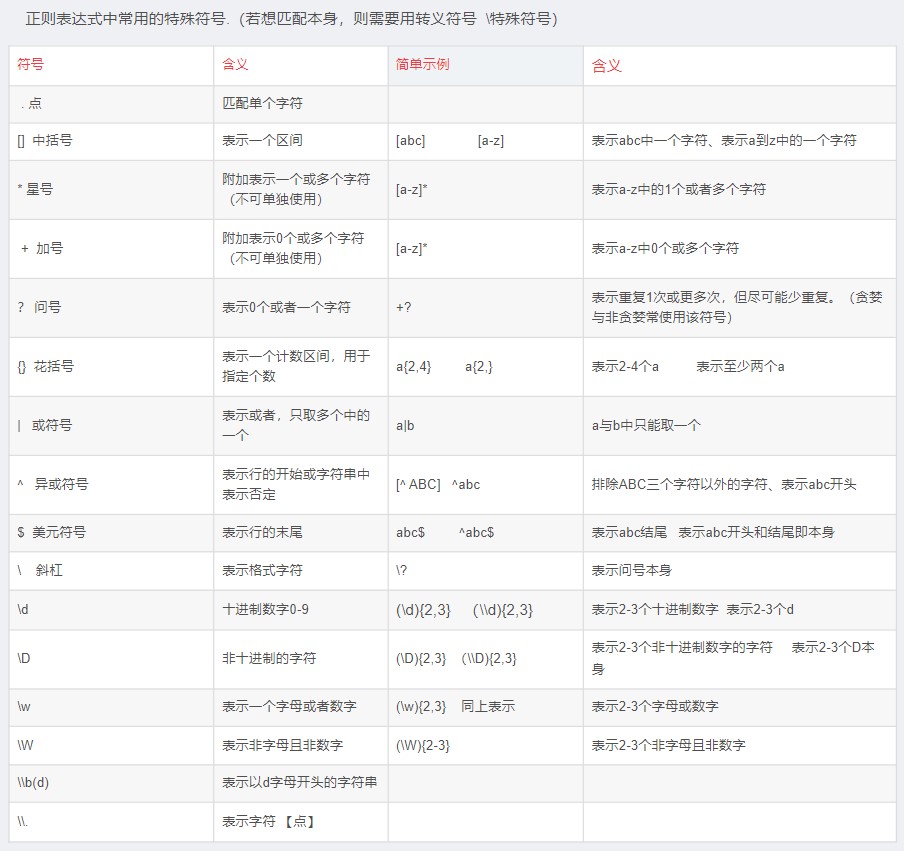 正则表达式中常用的特殊符号.（若想匹配本身，则需要用转义符号 \特殊符号）
符号 含义 简单示例 含义
. 点 匹配单个字符
[] 中括号 表示一个区间 [abc] [a-z] 表示abc中一个字符、表示a到z中的一个字符
* 星号 附加表示一个或多个字符
（不可单独使用） [a-z]* 表示a-z中的1个或者多个字符
+ 加号 附加表示0个或多个字符
（不可单独使用） [a-z]* 表示a-z中0个或多个字符
? 问号 表示0个或者一个字符 +? 表示重复1次或更多次，但尽可能少重复。（贪婪
与非贪婪常使用该符号）
{} 花括号 表示一个计数区间，用于
指定个数 a{2,4} a{2,} 表示2-4个a 表示至少两个a
| 或符号 表示或者，只取多个中的
一个 a|b a与b中只能取一个
^ 异或符号 表示行的开始或字符串中
表示否定 [^ ABC] ^abc 排除ABC三个字符以外的字符、表示abc开头
$ 美元符号 表示行的末尾 abc$ ^abc$ 表示abc结尾 表示abc开头和结尾即本身
\ 斜杠 表示格式字符 \? 表示问号本身
\d 十进制数字0-9 (\d){2,3} （\\d){2,3} 表示2-3个十进制数字 表示2-3个d
\D 非十进制的字符 (\D){2,3} （\\D){2,3} 表示2-3个非十进制数字的字符 表示2-3个D本
身
\w 表示一个字母或者数字 (\w){2,3} 同上表示 表示2-3个字母或数字
\W 表示非字母且非数字 (\W){2-3} 表示2-3个非字母且非数字
\\b(d) 表示以d字母开头的字符串
\\. 表示字符 【点】